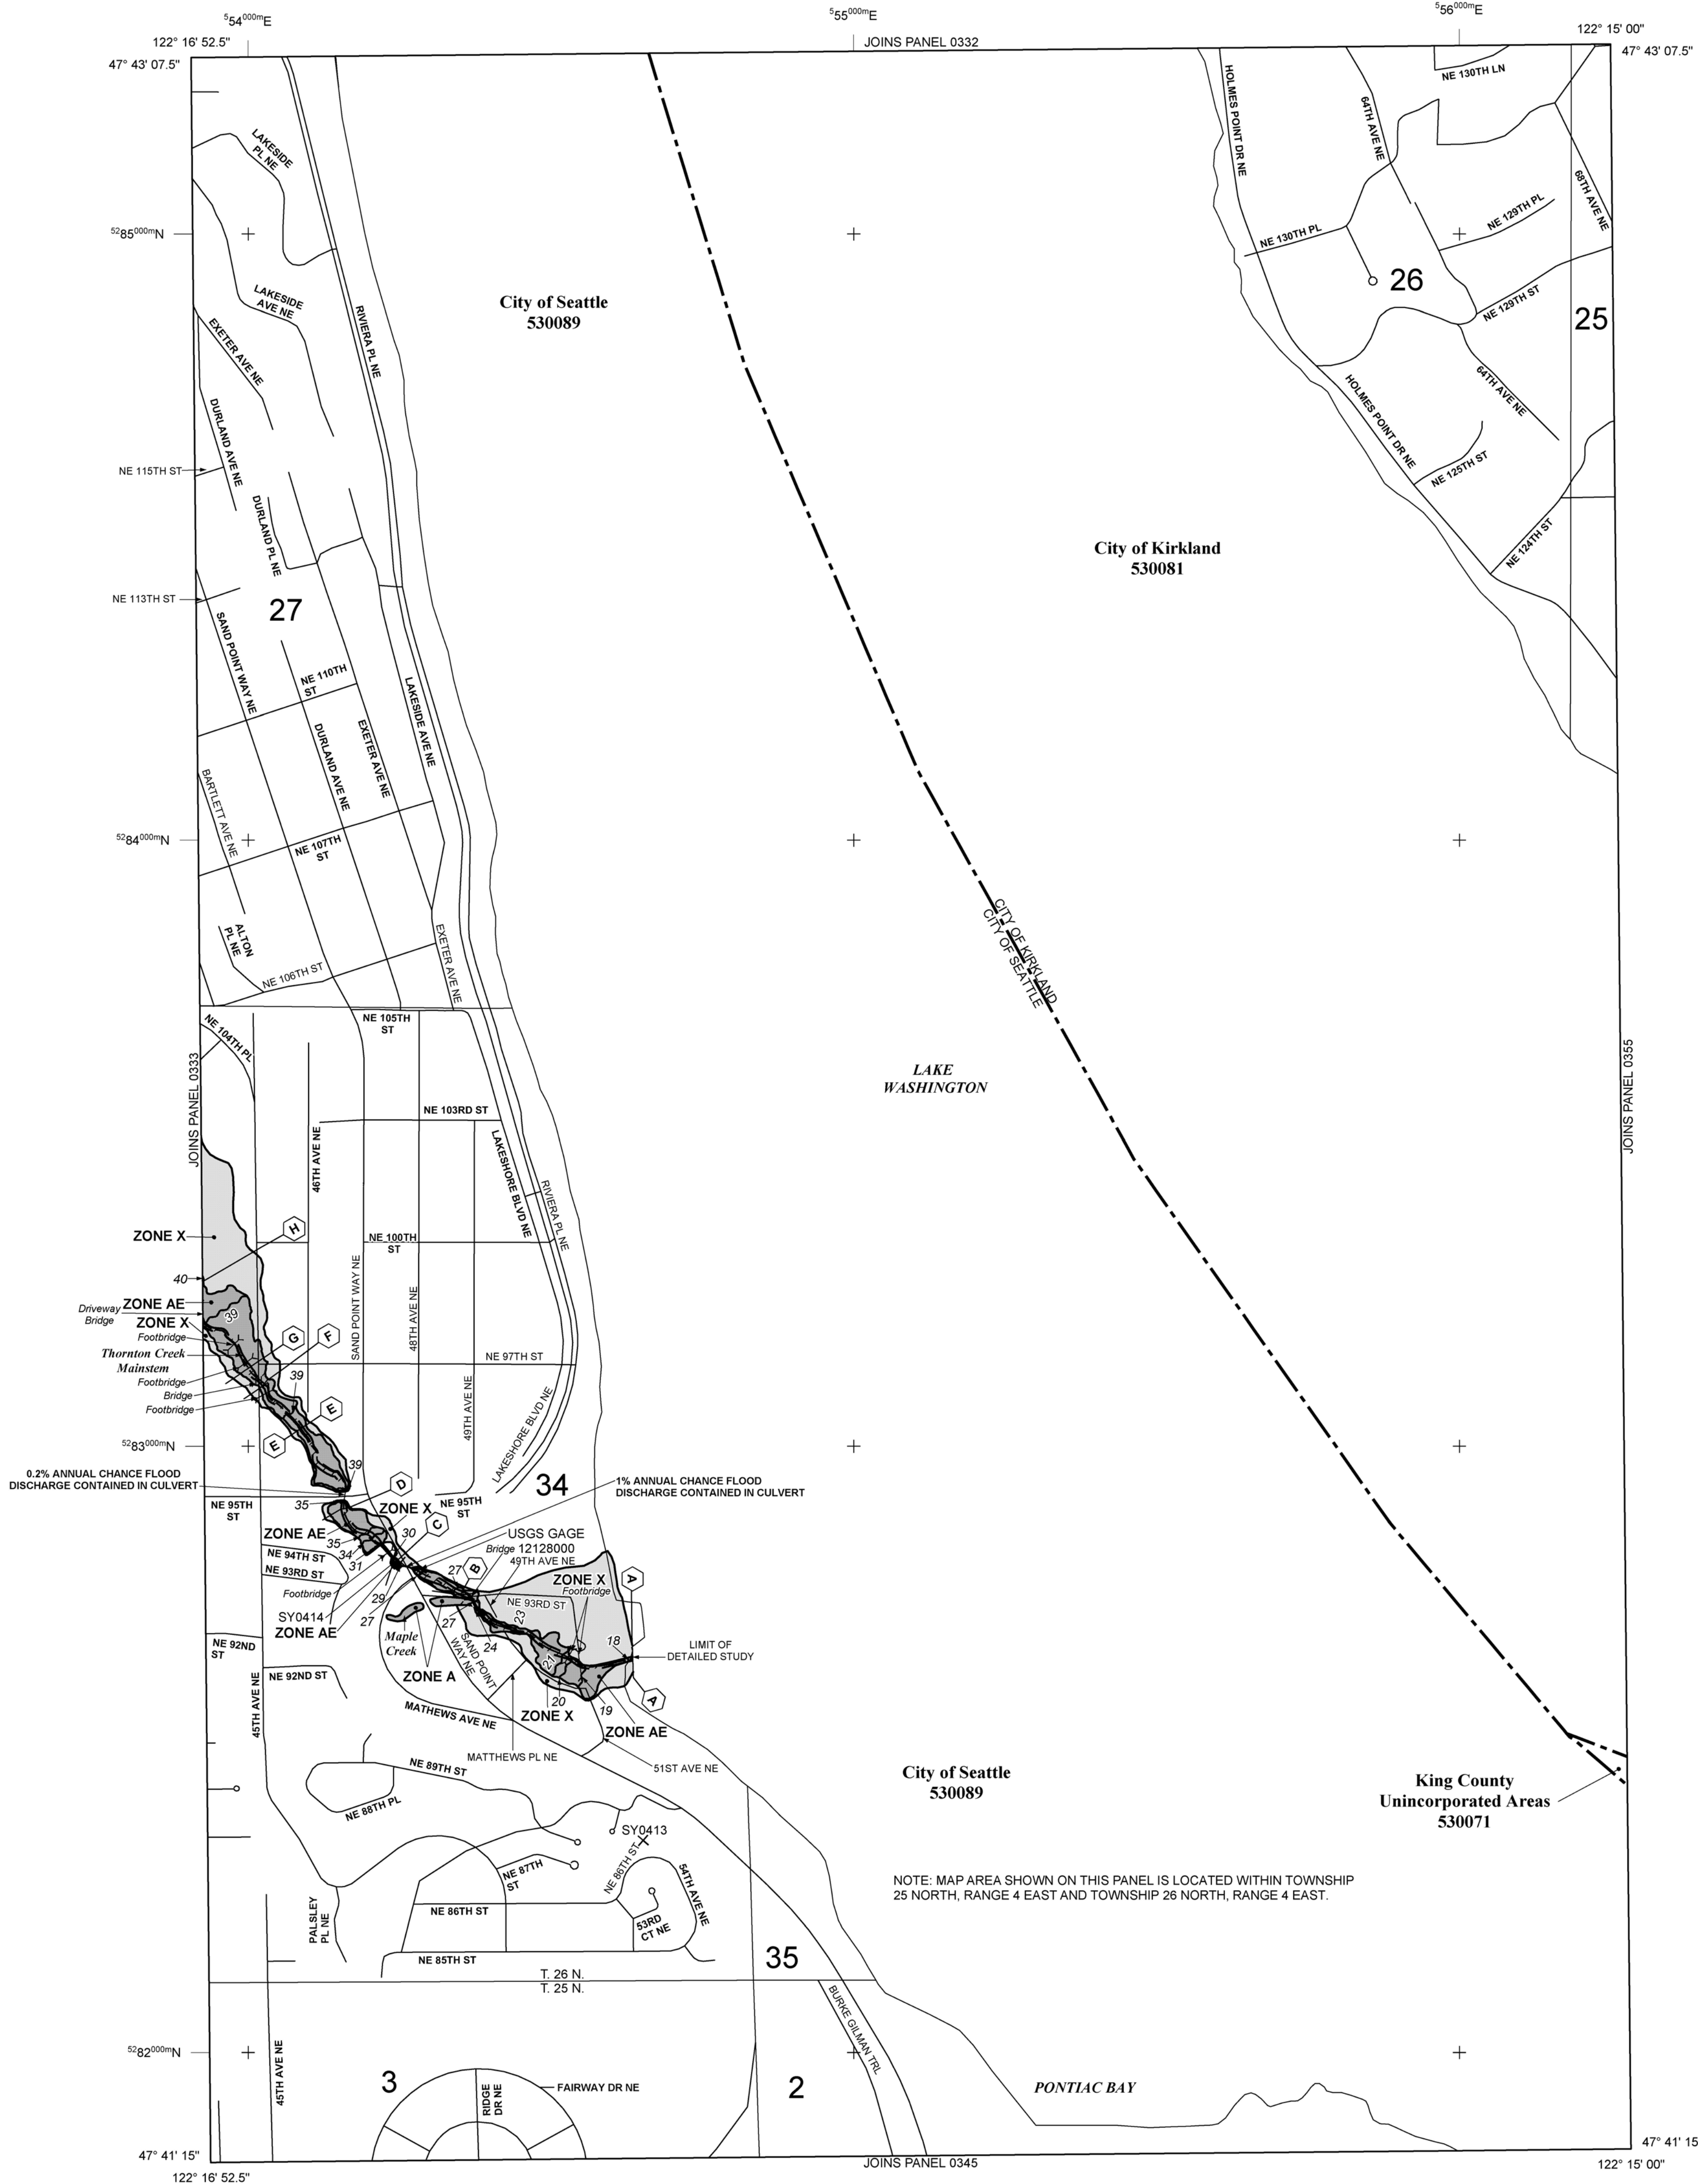 554000mE
555000mE
556000mE
122° 16' 52.5"
JOINS PANEL 0332
122° 15' 00"
47° 43' 07.5"
47° 43' 07.5"
NE 130TH LN
HOLMES POINT DR NE
64TH AVE NE
LAKESIDE
PL NE
68TH AVE NE
NE 129TH PL
5285000mN
NE 130TH PL
26
LAKESIDE
AVE NE
City of Seattle
530089
NE 129TH ST
25
RIVIERA PL NE
EXETER AVE NE
64TH AVE NE
HOLMES POINT DR NE
DURLAND AVE NE
NE 115TH ST
NE 125TH ST
DURLAND PL NE
NE 124TH ST
City of Kirkland
530081
NE 113TH ST
27
SAND POINT WAY NE
NE 110TH
ST
LAKESIDE AVE NE
DURLAND AVE NE
EXETER AVE NE
BARTLETT AVE NE
5284000mN
NE 107TH
ST
CITY OF KIRKLAND
CITY OF SEATTLE
ALTON
PL NE
EXETER AVE NE
NE 106TH ST
NE 105TH
ST
NE 104TH PL
JOINS PANEL 0333
JOINS PANEL 0355
LAKE
WASHINGTON
NE 103RD ST
46TH AVE NE
LAKESHORE BLVD NE
RIVIERA PL NE
H
ZONE X
NE 100TH
ST
SAND POINT WAY NE
48TH AVE NE
40
ZONE AE
Driveway
Bridge
39
ZONE X
Footbridge
G
F
Thornton Creek
Mainstem
NE 97TH ST
Footbridge
39
Bridge
Footbridge
E
49TH AVE NE
LAKESHORE BLVD NE
5283000mN
E
39
0.2% ANNUAL CHANCE FLOOD
DISCHARGE CONTAINED IN CULVERT
D
34
1% ANNUAL CHANCE FLOOD
DISCHARGE CONTAINED IN CULVERT
NE 95TH
ST
35
ZONE X
NE 95TH
ST
C
ZONE AE
30
USGS GAGE
12128000
35
Bridge
34
NE 94TH ST
31
49TH AVE NE
NE 93RD ST
27
B
ZONE X
Footbridge
A
Footbridge
29
NE 93RD ST
SY0414
27
23
ZONE AE
27
Maple
Creek
24
18
LIMIT OF
DETAILED STUDY
NE 92ND
ST
SAND POINT
WAY NE
21
NE 92ND ST
ZONE A
45TH AVE NE
20
A
19
MATHEWS AVE NE
ZONE X
ZONE AE
MATTHEWS PL NE
51ST AVE NE
NE 89TH ST
City of Seattle
530089
King County
Unincorporated Areas
530071
NE 88TH PL
SY0413
NE 86TH ST
NE 87TH
ST
54TH AVE NE
NOTE: MAP AREA SHOWN ON THIS PANEL IS LOCATED WITHIN TOWNSHIP
25 NORTH, RANGE 4 EAST AND TOWNSHIP 26 NORTH, RANGE 4 EAST.
PALSLEY
PL NE
NE 86TH ST
53RD
CT NE
NE 85TH ST
35
T. 26 N.
T. 25 N.
BURKE GILMAN TRL
5282000mN
45TH AVE NE
3
RIDGE
DR NE
FAIRWAY DR NE
2
PONTIAC BAY
47° 41' 15"
47° 41' 15
JOINS PANEL 0345
122° 16' 52.5"
122° 15' 00"